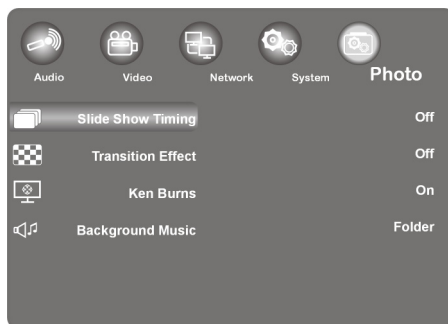 Audio Video Network System Photo
Slide Show Timing Off
Transition Effect Off
Ken Burns On
Background Music Folder